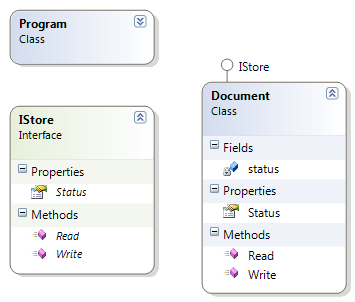 Program
Class
IStore
Interface
Properties
Status
Methods
Read
Write
IStore
Document
Class
Fields
status
Properties
Status
Methods
Read
Write